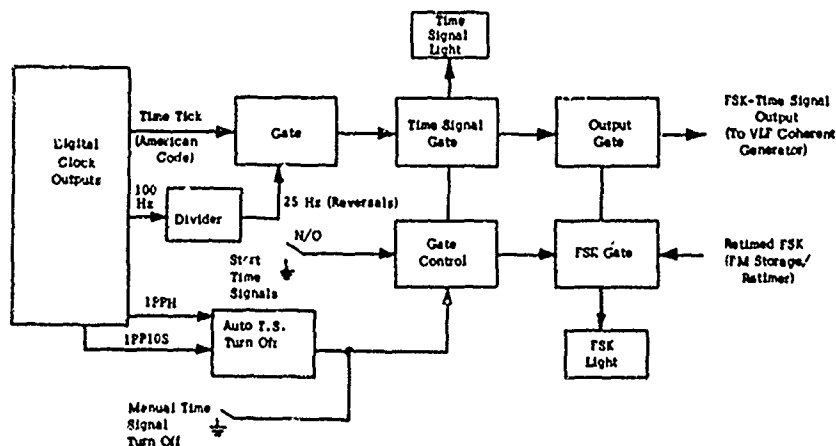 Time
Signal
Light
Digital
Clock
Outputs
Time Tick
(American
Code)
Gate
Time Signal
Gate
Output
Gate
FSK-Time Signal
Output
(To VLF Coherent
Generator)
100
Hz
Divider
25 Hz (Reversals)
N/O
Start
Time
Signals
Gate
Control
FSK Gate
Retimed FSK
(FM Storage/
Retimer)
1PPH
1PP10S
Auto T.S.
Turn Off
FSK
Light
Manual Time
Signal
Turn Off